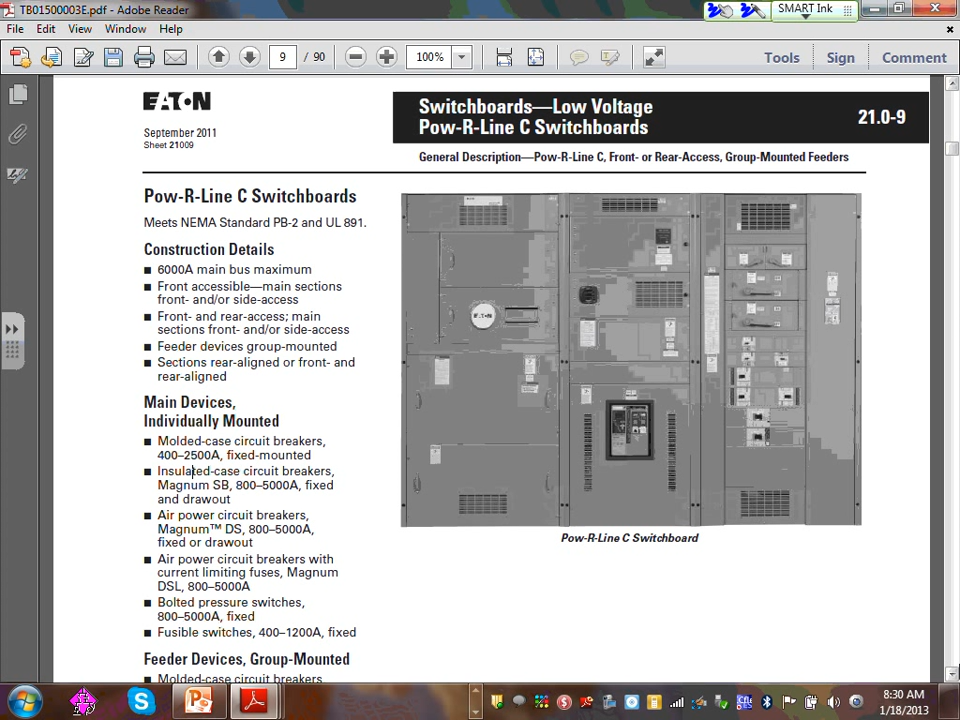 TB01500003E.pdf - Adobe Reader
SMART Ink
File Edit View Window Help
9 / 90
100%
Tools Sign Comment
EATON
Switchboards—Low Voltage
Pow-R-Line C Switchboards
21.0-9
September 2011
Sheet 21009
General Description—Pow-R-Line C, Front- or Rear-Access, Group-Mounted Feeders
Pow-R-Line C Switchboards
Meets NEMA Standard PB-2 and UL 891.
Construction Details
■ 6000A main bus maximum
■ Front accessible—main sections
front- and/or side-access
■ Front- and rear-access; main
sections front- and/or side-access
■ Feeder devices group-mounted
■ Sections rear-aligned or front- and
rear-aligned
Main Devices,
Individually Mounted
■ Molded-case circuit breakers,
400–2500A, fixed-mounted
■ Insulated-case circuit breakers,
Magnum SB, 800–5000A, fixed
and drawout
■ Air power circuit breakers,
Magnum™ DS, 800–5000A,
fixed or drawout
■ Air power circuit breakers with
current limiting fuses, Magnum
DSL, 800–5000A
■ Bolted pressure switches,
800–5000A, fixed
■ Fusible switches, 400–1200A, fixed
Feeder Devices, Group-Mounted
■ Molded-case circuit breakers
EATON
Pow-R-Line C Switchboard
8:30 AM
1/18/2013